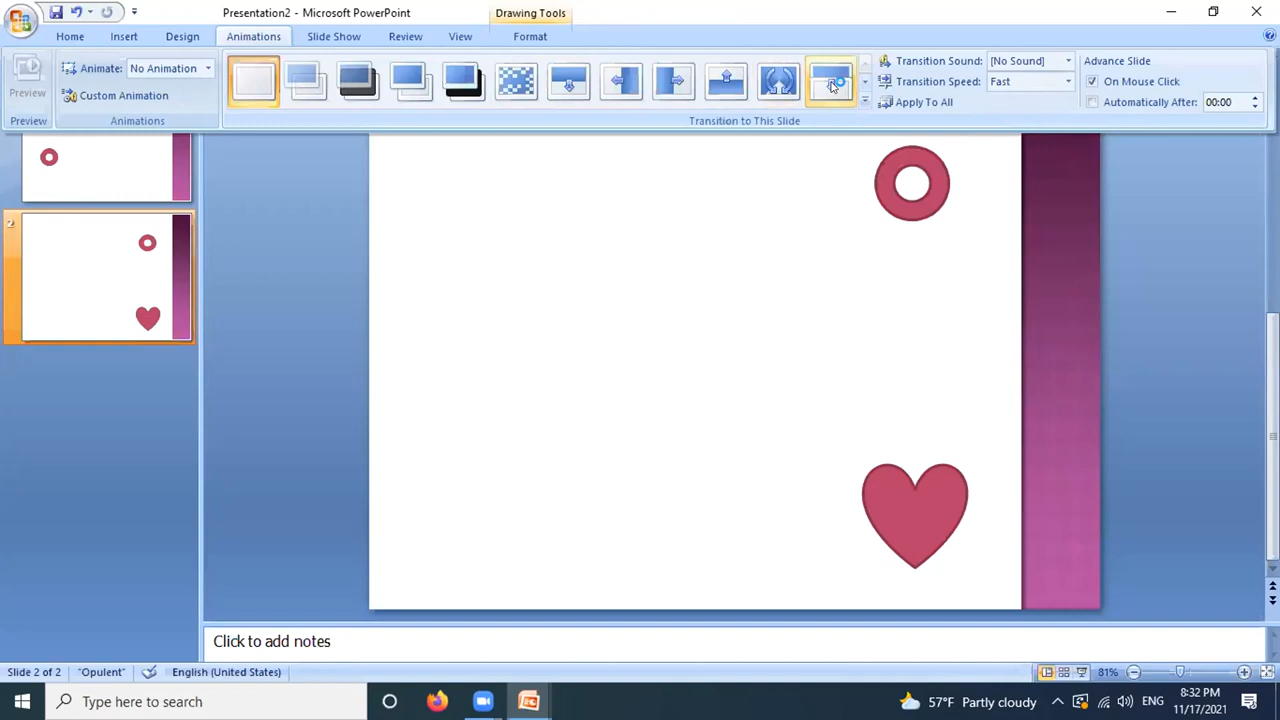 Presentation2 - Microsoft PowerPoint
Drawing Tools
Home
Insert
Design
Animations
Slide Show
Review
View
Format
Preview
Preview
Animate: No Animation
Custom Animation
Animations
Transition to This Slide
Transition Sound: [No Sound]
Transition Speed: Fast
Apply To All
Advance Slide
On Mouse Click
Automatically After: 00:00
2
Click to add notes
Slide 2 of 2
"Opulent"
English (United States)
81%
Type here to search
57°F Partly cloudy
ENG
8:32 PM
11/17/2021